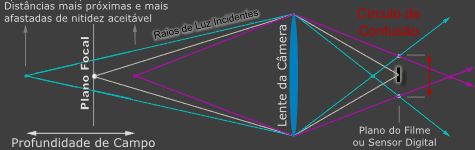 Distâncias mais próximas e mais
afastadas de nitidez aceitável
Raios de Luz Incidentes
Círculo de
Confusão
Plano Focal
Lente da Câmera
Profundidade de Campo
Plano do Filme
ou Sensor Digital